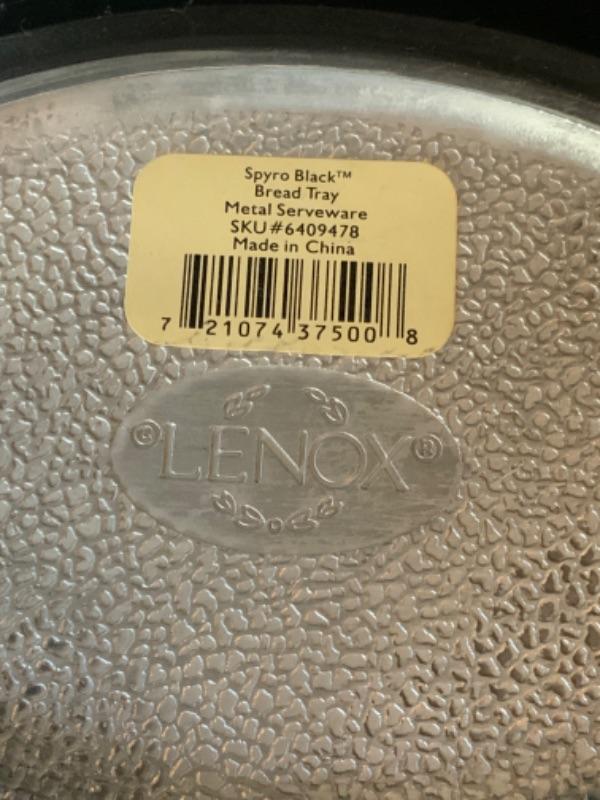 Spyro Black™
Bread Tray
Metal Serveware
SKU#6409478
Made in China
7 21074 37500 8
©LENOX®